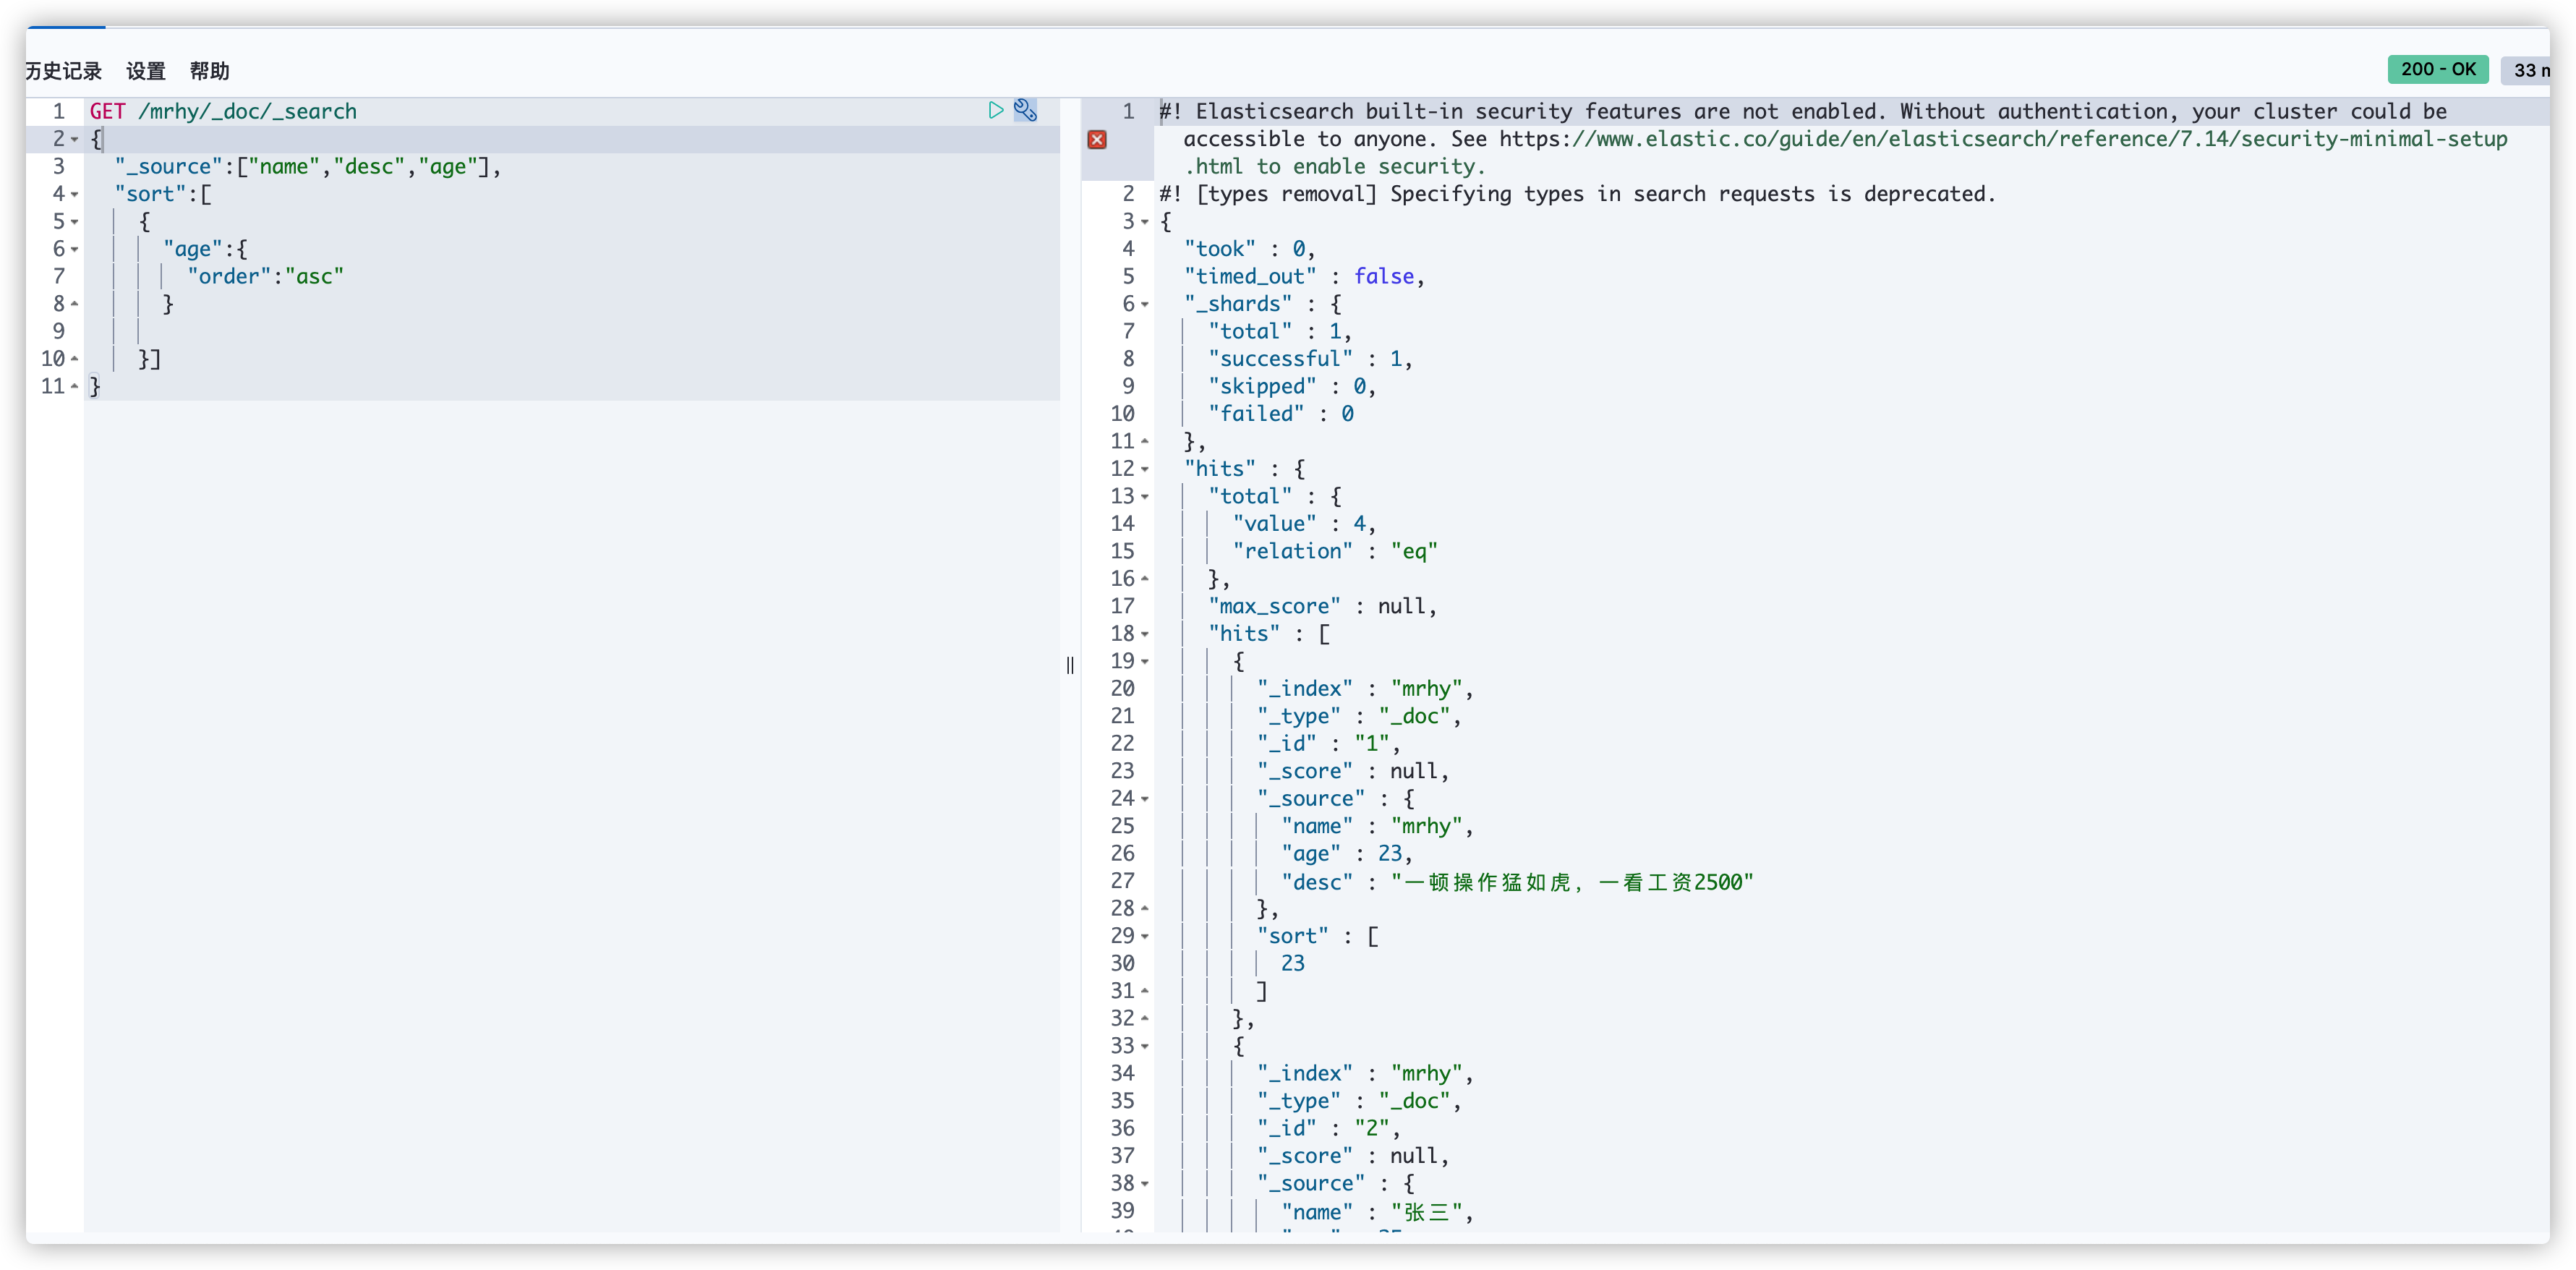 历史记录 设置 帮助
200 - OK
33 m
1 GET /mrhy/_doc/_search
2 {
3 "_source":["name","desc","age"],
4 "sort":[
5 {
6 "age":{
7 "order":"asc"
8 }
9
10 }]
11 }
1 #! Elasticsearch built-in security features are not enabled. Without authentication, your cluster could be
accessible to anyone. See https://www.elastic.co/guide/en/elasticsearch/reference/7.14/security-minimal-setup
.html to enable security.
2 #! [types removal] Specifying types in search requests is deprecated.
3 {
4 "took" : 0,
5 "timed_out" : false,
6 "_shards" : {
7 "total" : 1,
8 "successful" : 1,
9 "skipped" : 0,
10 "failed" : 0
11 },
12 "hits" : {
13 "total" : {
14 "value" : 4,
15 "relation" : "eq"
16 },
17 "max_score" : null,
18 "hits" : [
19 {
20 "_index" : "mrhy",
21 "_type" : "_doc",
22 "_id" : "1",
23 "_score" : null,
24 "_source" : {
25 "name" : "mrhy",
26 "age" : 23,
27 "desc" : "一顿操作猛如虎，一看工资2500"
28 },
29 "sort" : [
30 23
31 ]
32 },
33 {
34 "_index" : "mrhy",
35 "_type" : "_doc",
36 "_id" : "2",
37 "_score" : null,
38 "_source" : {
39 "name" : "张三",